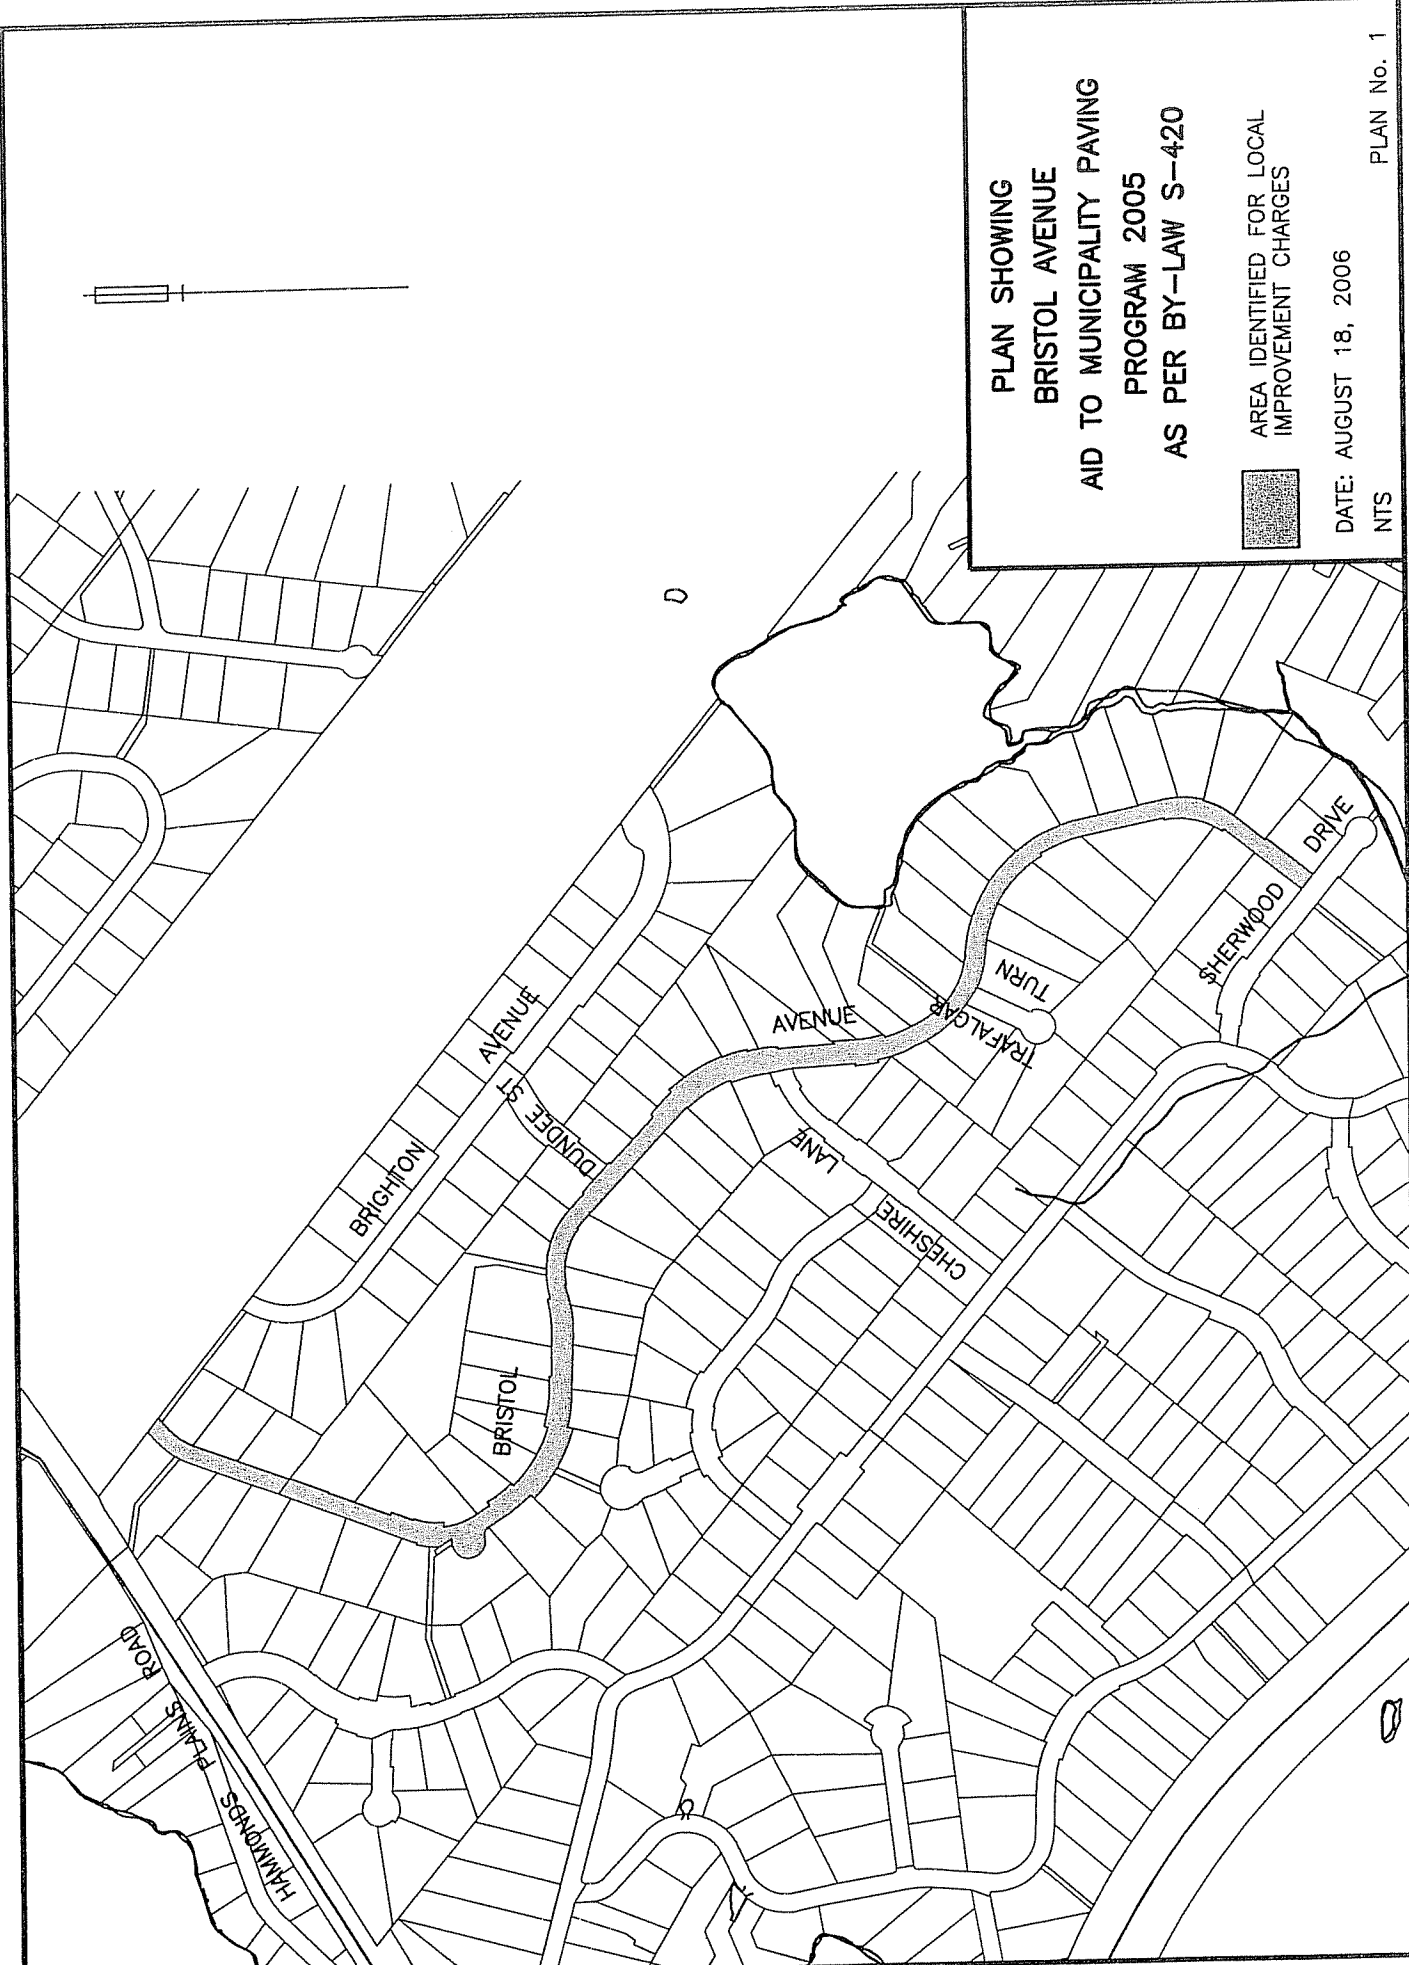 PLAN SHOWING
BRISTOL AVENUE
AID TO MUNICIPALITY PAVING
PROGRAM 2005
AS PER BY-LAW S-420
AREA IDENTIFIED FOR LOCAL
IMPROVEMENT CHARGES
DATE: AUGUST 18, 2006
NTS
PLAN No. 1
HAMMONDS PLAINS ROAD
BRIGHTON AVENUE
DUNDEE ST
BRISTOL AVENUE
CHESHIRE LANE
TRAFALGAR TURN
SHERWOOD DRIVE